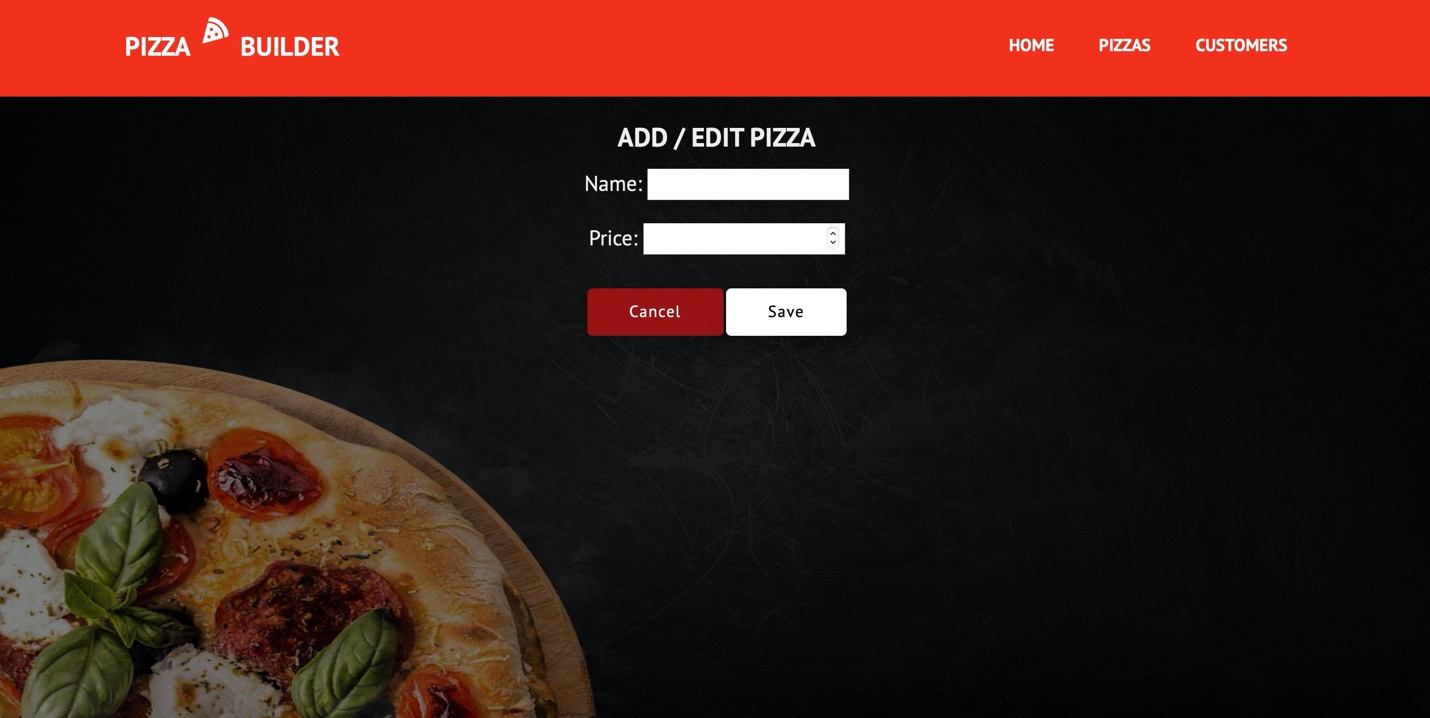 PIZZA BUILDER
HOME PIZZAS CUSTOMERS
ADD / EDIT PIZZA
Name:
Price:
Cancel Save